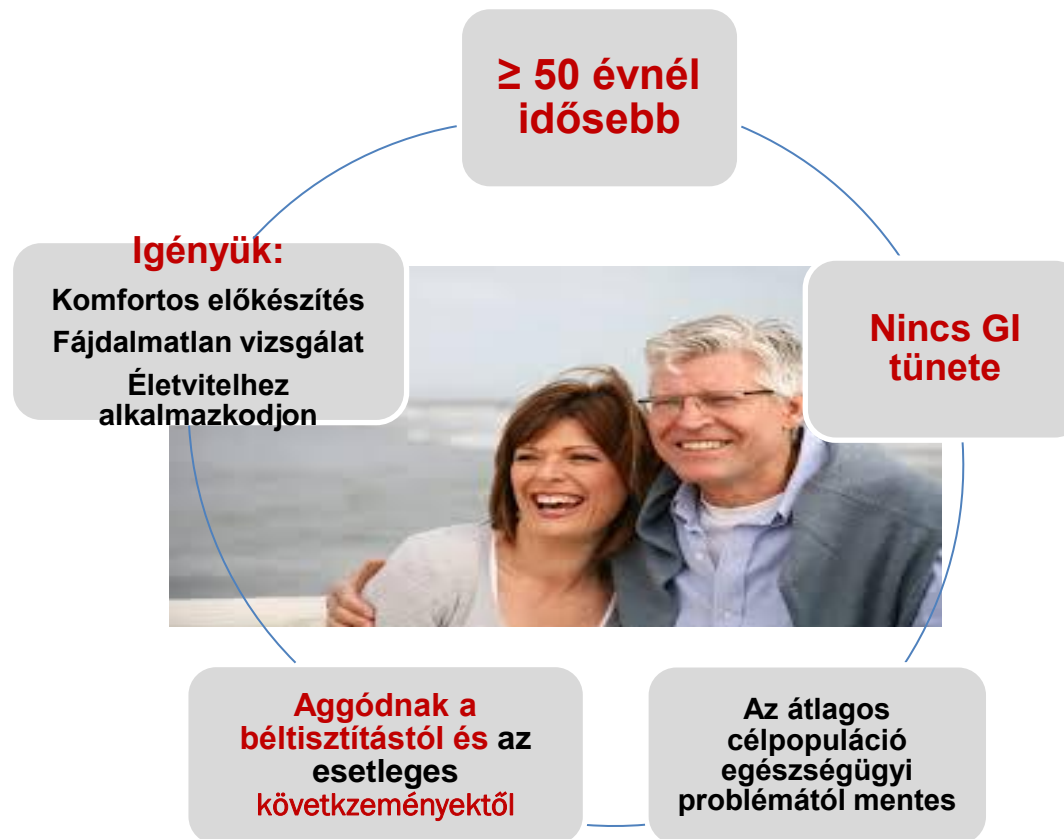 ≥ 50 évnél
idősebb
Igényük:
Komfortos előkészítés
Fájdalmatlan vizsgálat
Életvitelhez
alkalmazkodjon
Nincs GI
tünete
Aggódnak a
béltisztítástól és az
esetleges
követkzeményektől
Az átlagos
célpopuláció
egészségügyi
problémától mentes